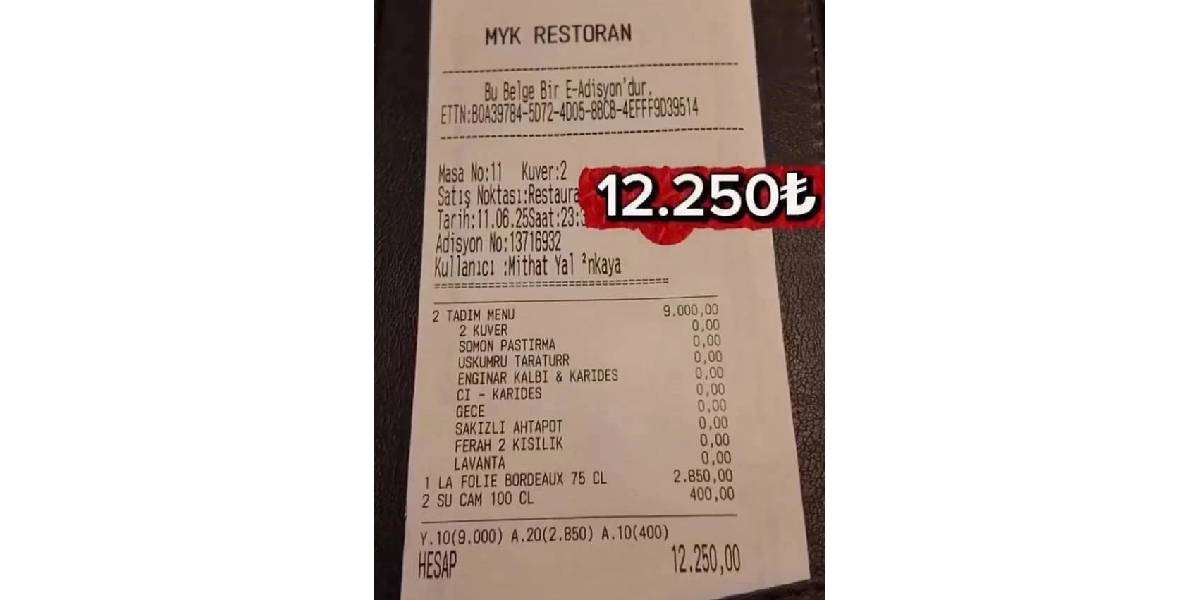 MYK RESTORAN
Bu Belge Bir E-Adisyon'dur.
ETTN:B0A39784-5D72-4D05-8BCB-4EFFF9D39514
Masa No:11 Kuver:2
Satış Noktası:Restaura
12.250₺
Tarih:11.06.25Saat:23:3
Adisyon No:13716932
Kullanıcı :Mithat Yal ²nkaya
2 TADIM MENU 9.000,00
2 KUVER 0,00
SOMON PASTIRMA 0,00
USKUMRU TARATURR 0,00
ENGINAR KALBI & KARIDES 0,00
CI - KARIDES 0,00
GECE 0,00
SAKIZLI AHTAPOT 0,00
FERAH 2 KISILIK 0,00
LAVANTA 0,00
1 LA FOLIE BORDEAUX 75 CL 2.850,00
2 SU CAM 100 CL 400,00
Y.10(9.000) A.20(2.850) A.10(400)
HESAP 12.250,00